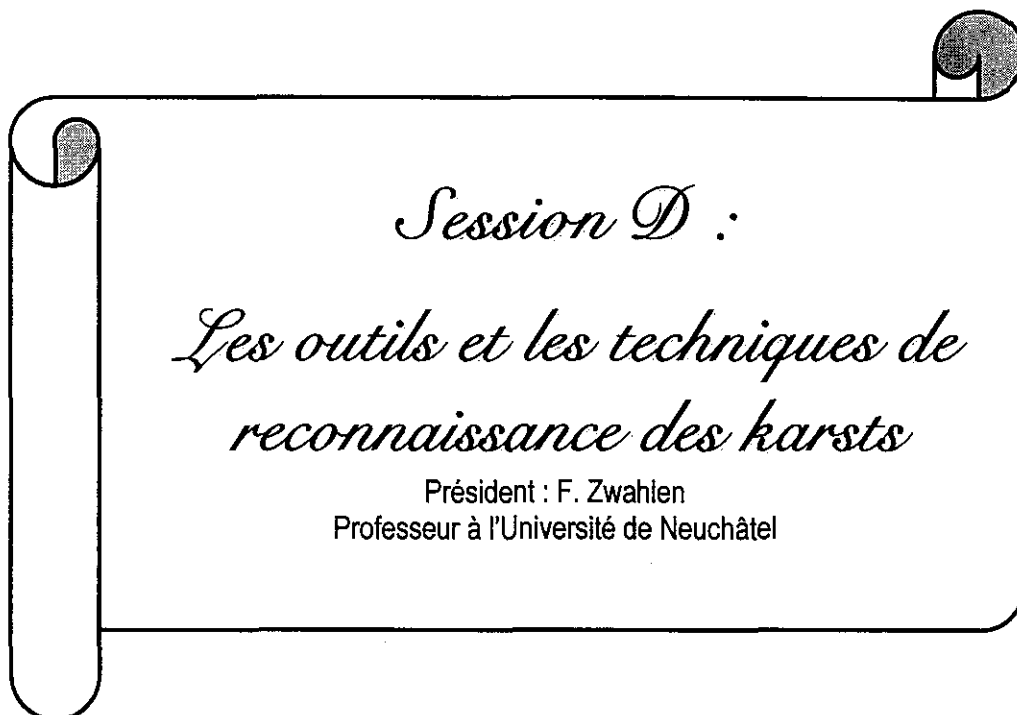 Session D :
Les outils et les techniques de
reconnaissance des karsts
Président : F. Zwahlen
Professeur à l'Université de Neuchâtel